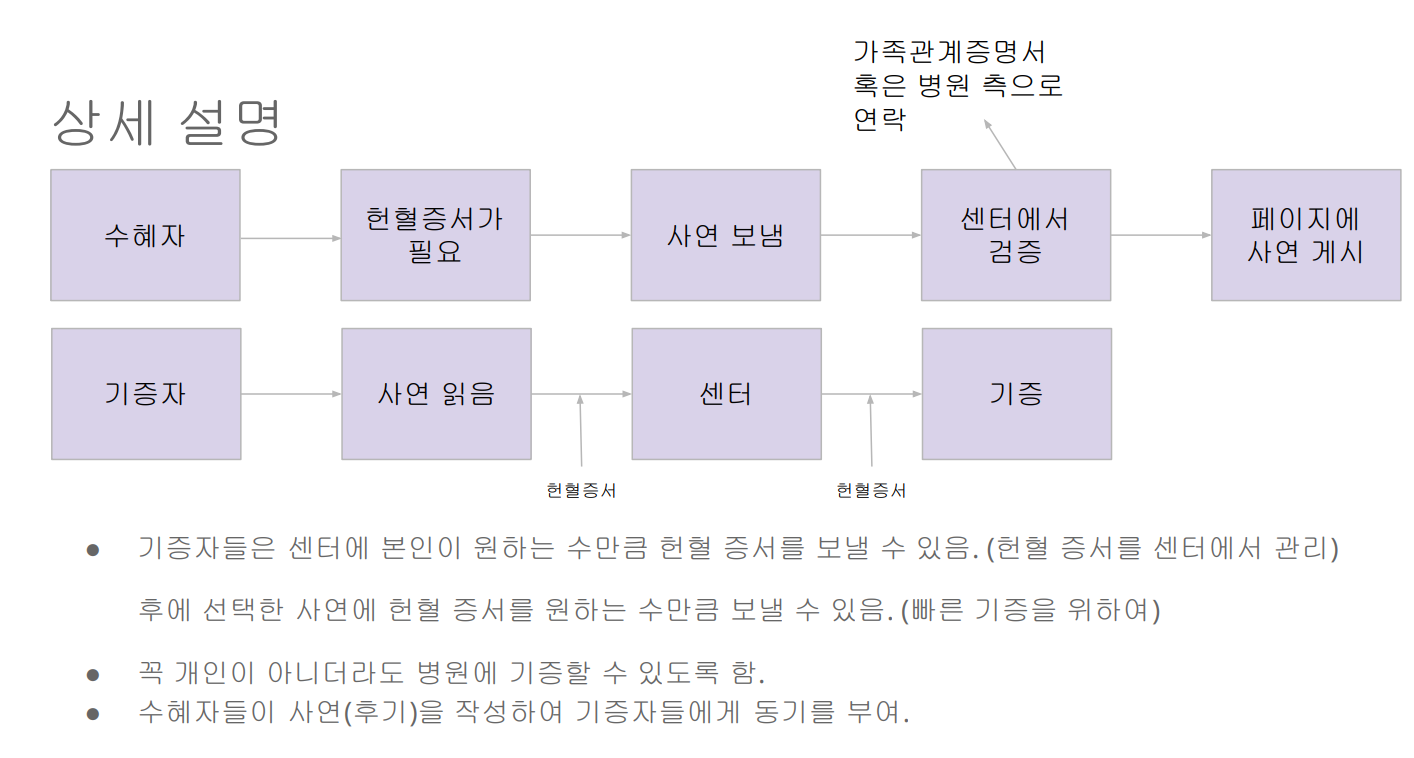 가족관계증명서
혹은 병원 측으로
연락
상세 설명
수혜자
헌혈증서가
필요
사연 보냄
센터에서
검증
페이지에
사연 게시
기증자
사연 읽음
센터
기증
헌혈증서
헌혈증서
● 기증자들은 센터에 본인이 원하는 수만큼 헌혈 증서를 보낼 수 있음. (헌혈 증서를 센터에서 관리)
후에 선택한 사연에 헌혈 증서를 원하는 수만큼 보낼 수 있음. (빠른 기증을 위하여)
● 꼭 개인이 아니더라도 병원에 기증할 수 있도록 함.
● 수혜자들이 사연(후기)을 작성하여 기증자들에게 동기를 부여.